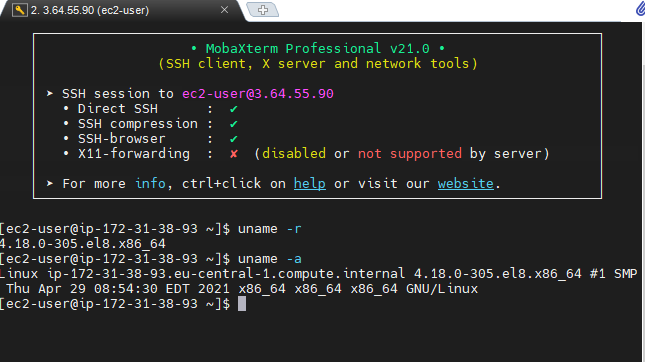 2. 3.64.55.90 (ec2-user)
• MobaXterm Professional v21.0 •
(SSH client, X server and network tools)
➤ SSH session to ec2-user@3.64.55.90
• Direct SSH : ✔
• SSH compression : ✔
• SSH-browser : ✔
• X11-forwarding : ✘ (disabled or not supported by server)
➤ For more info, ctrl+click on help or visit our website.
[ec2-user@ip-172-31-38-93 ~]$ uname -r
4.18.0-305.el8.x86_64
[ec2-user@ip-172-31-38-93 ~]$ uname -a
Linux ip-172-31-38-93.eu-central-1.compute.internal 4.18.0-305.el8.x86_64 #1 SMP
Thu Apr 29 08:54:30 EDT 2021 x86_64 x86_64 x86_64 GNU/Linux
[ec2-user@ip-172-31-38-93 ~]$